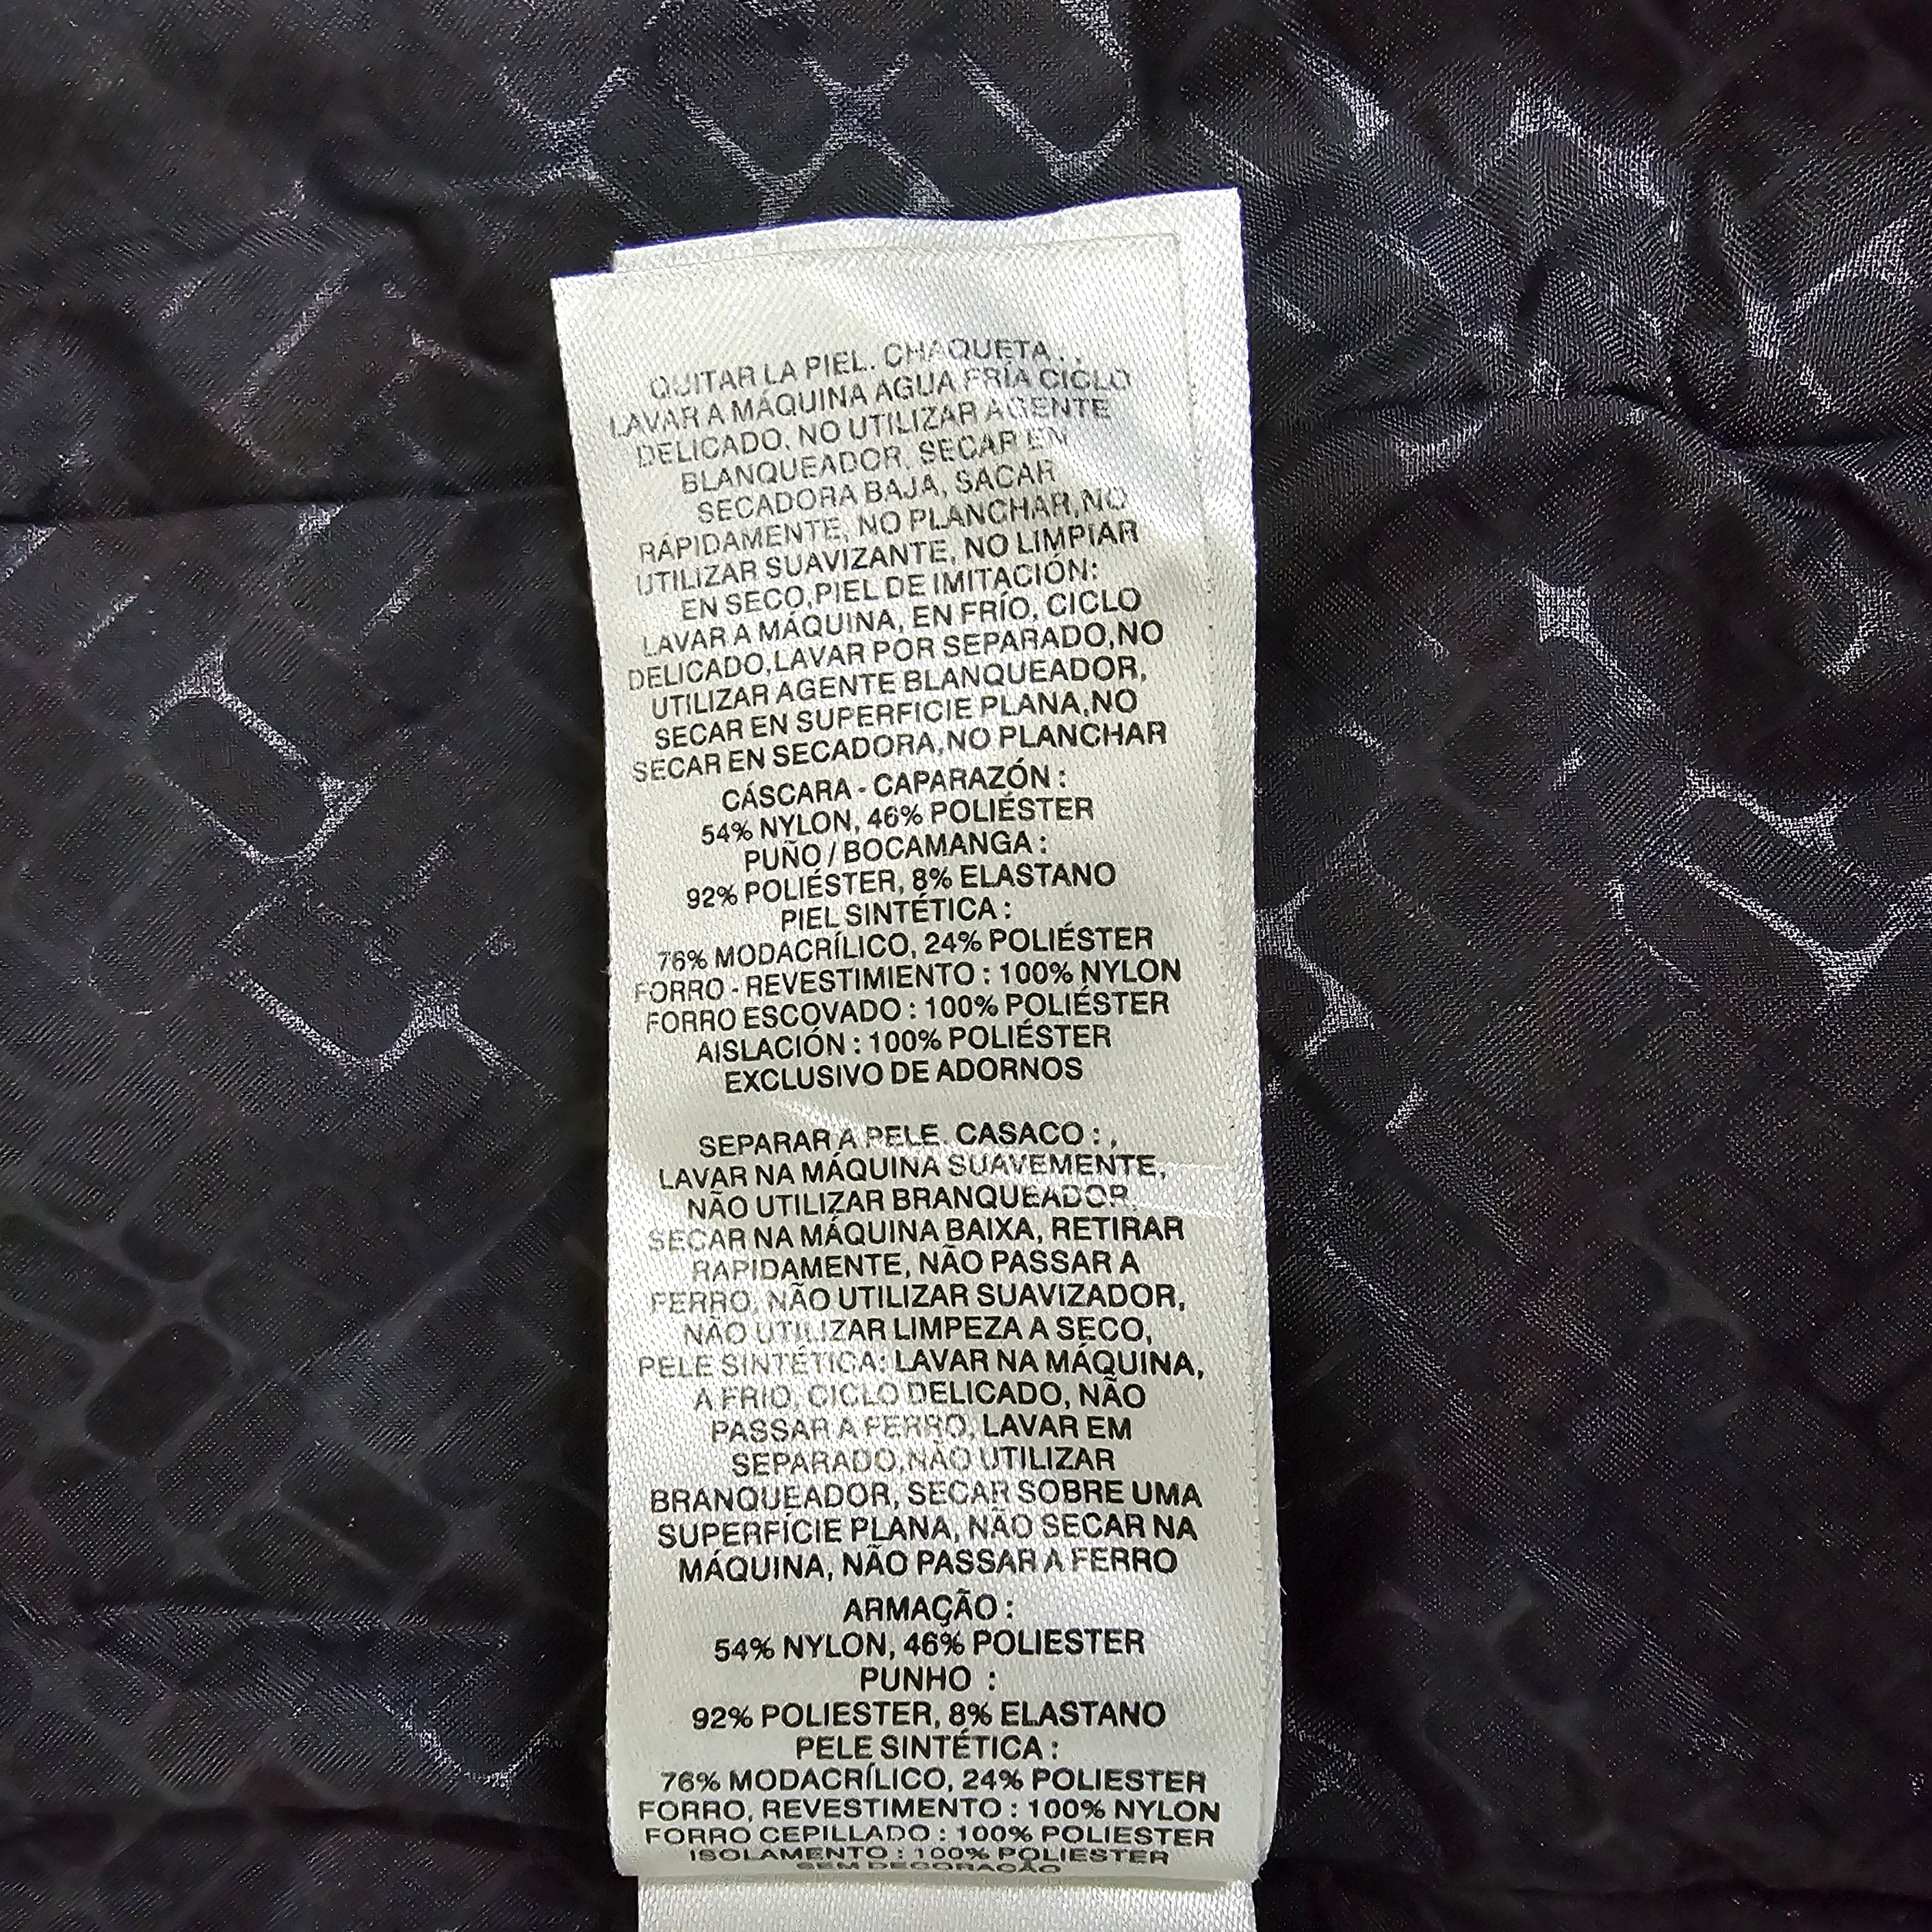 QUITAR LA PIEL. CHAQUETA . ,
LAVAR A MÁQUINA AGUA FRÍA CICLO
DELICADO, NO UTILIZAR AGENTE
BLANQUEADOR, SECAR EN
SECADORA BAJA, SACAR
RÁPIDAMENTE, NO PLANCHAR,NO
UTILIZAR SUAVIZANTE, NO LIMPIAR
EN SECO,PIEL DE IMITACIÓN:
LAVAR A MÁQUINA, EN FRÍO, CICLO
DELICADO,LAVAR POR SEPARADO,NO
UTILIZAR AGENTE BLANQUEADOR,
SECAR EN SUPERFICIE PLANA,NO
SECAR EN SECADORA,NO PLANCHAR
CÁSCARA - CAPARAZÓN :
54% NYLON, 46% POLIÉSTER
PUÑO / BOCAMANGA :
92% POLIÉSTER, 8% ELASTANO
PIEL SINTÉTICA :
76% MODACRÍLICO, 24% POLIÉSTER
FORRO - REVESTIMIENTO : 100% NYLON
FORRO ESCOVADO : 100% POLIÉSTER
AISLACIÓN : 100% POLIÉSTER
EXCLUSIVO DE ADORNOS
SEPARAR A PELE. CASACO : ,
LAVAR NA MÁQUINA SUAVEMENTE,
NÃO UTILIZAR BRANQUEADOR,
SECAR NA MÁQUINA BAIXA, RETIRAR
RAPIDAMENTE, NÃO PASSAR A
FERRO, NÃO UTILIZAR SUAVIZADOR,
NÃO UTILIZAR LIMPEZA A SECO,
PELE SINTÉTICA: LAVAR NA MÁQUINA,
A FRIO, CICLO DELICADO, NÃO
PASSAR A FERRO, LAVAR EM
SEPARADO,NÃO UTILIZAR
BRANQUEADOR, SECAR SOBRE UMA
SUPERFÍCIE PLANA, NÃO SECAR NA
MÁQUINA, NÃO PASSAR A FERRO
ARMAÇÃO :
54% NYLON, 46% POLIESTER
PUNHO :
92% POLIESTER, 8% ELASTANO
PELE SINTÉTICA :
76% MODACRÍLICO, 24% POLIESTER
FORRO, REVESTIMENTO : 100% NYLON
FORRO CEPILLADO : 100% POLIESTER
ISOLAMENTO : 100% POLIESTER
SEM DECORAÇÃO